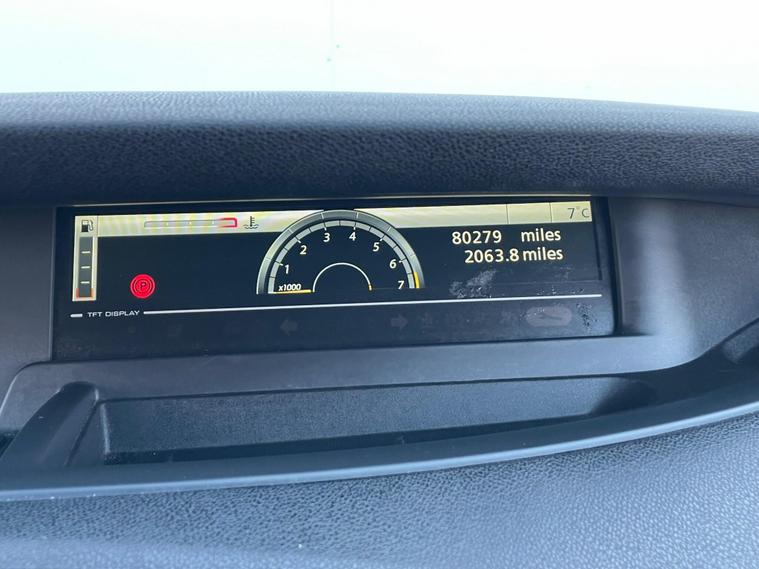 7°C
80279 miles
2063.8 miles
1 2 3 4 5 6 7
x1000
P
TFT DISPLAY